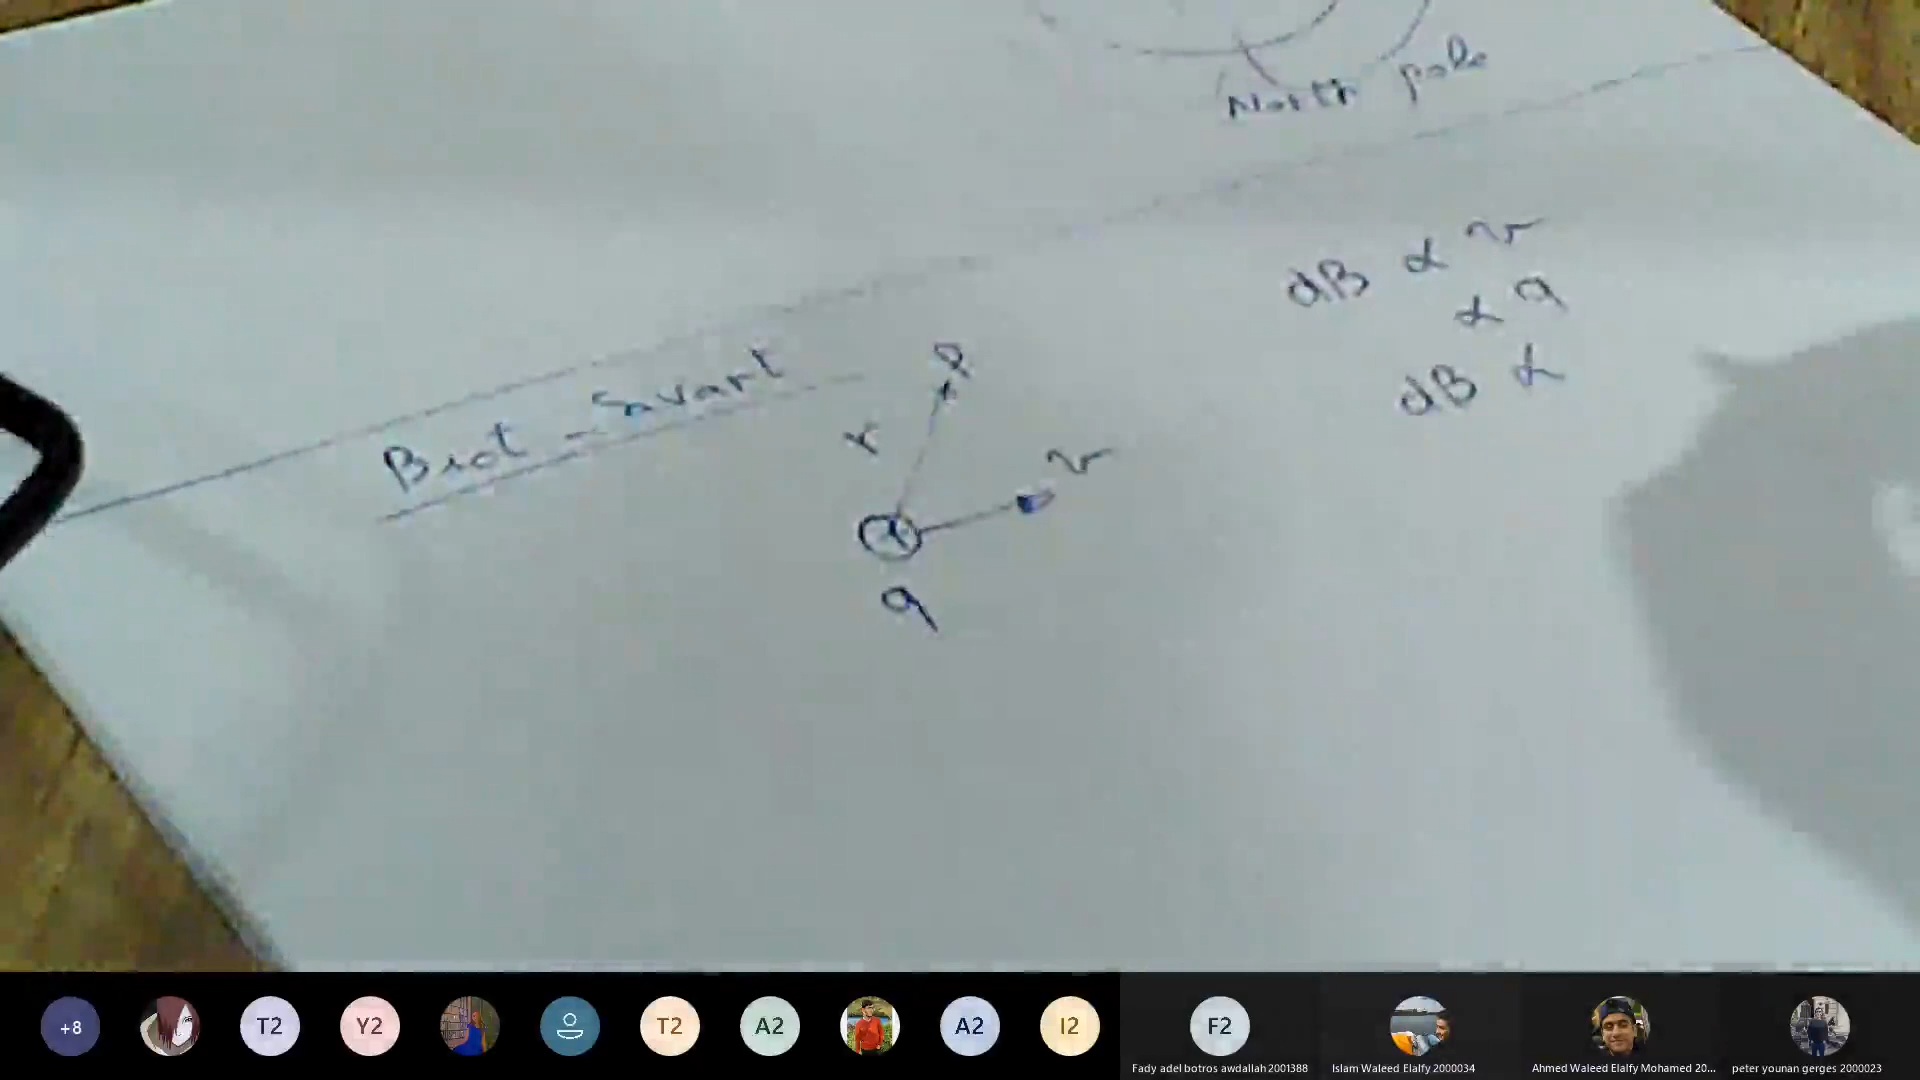 North pole
Biot - Savart
dB α v
α q
dB α
P
r
v
+
q
+8
T2
Y2
T2
A2
A2
I2
F2
Fady adel botros awdallah 2001388
Islam Waleed Elalfy 2000034
Ahmed Waleed Elalfy Mohamed 20...
peter younan gerges 2000023